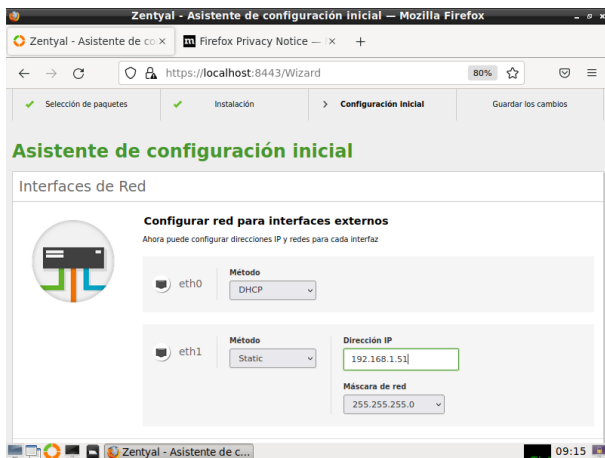 Zentyal - Asistente de configuración inicial — Mozilla Firefox
Zentyal - Asistente de co
Firefox Privacy Notice —
https://localhost:8443/Wizard
80%
Selección de paquetes
Instalación
Configuración inicial
Guardar los cambios
Asistente de configuración inicial
Interfaces de Red
Configurar red para interfaces externos
Ahora puede configurar direcciones IP y redes para cada interfaz
eth0
Método
DHCP
eth1
Método
Static
Dirección IP
192.168.1.51
Máscara de red
255.255.255.0
Zentyal - Asistente de c...
09:15